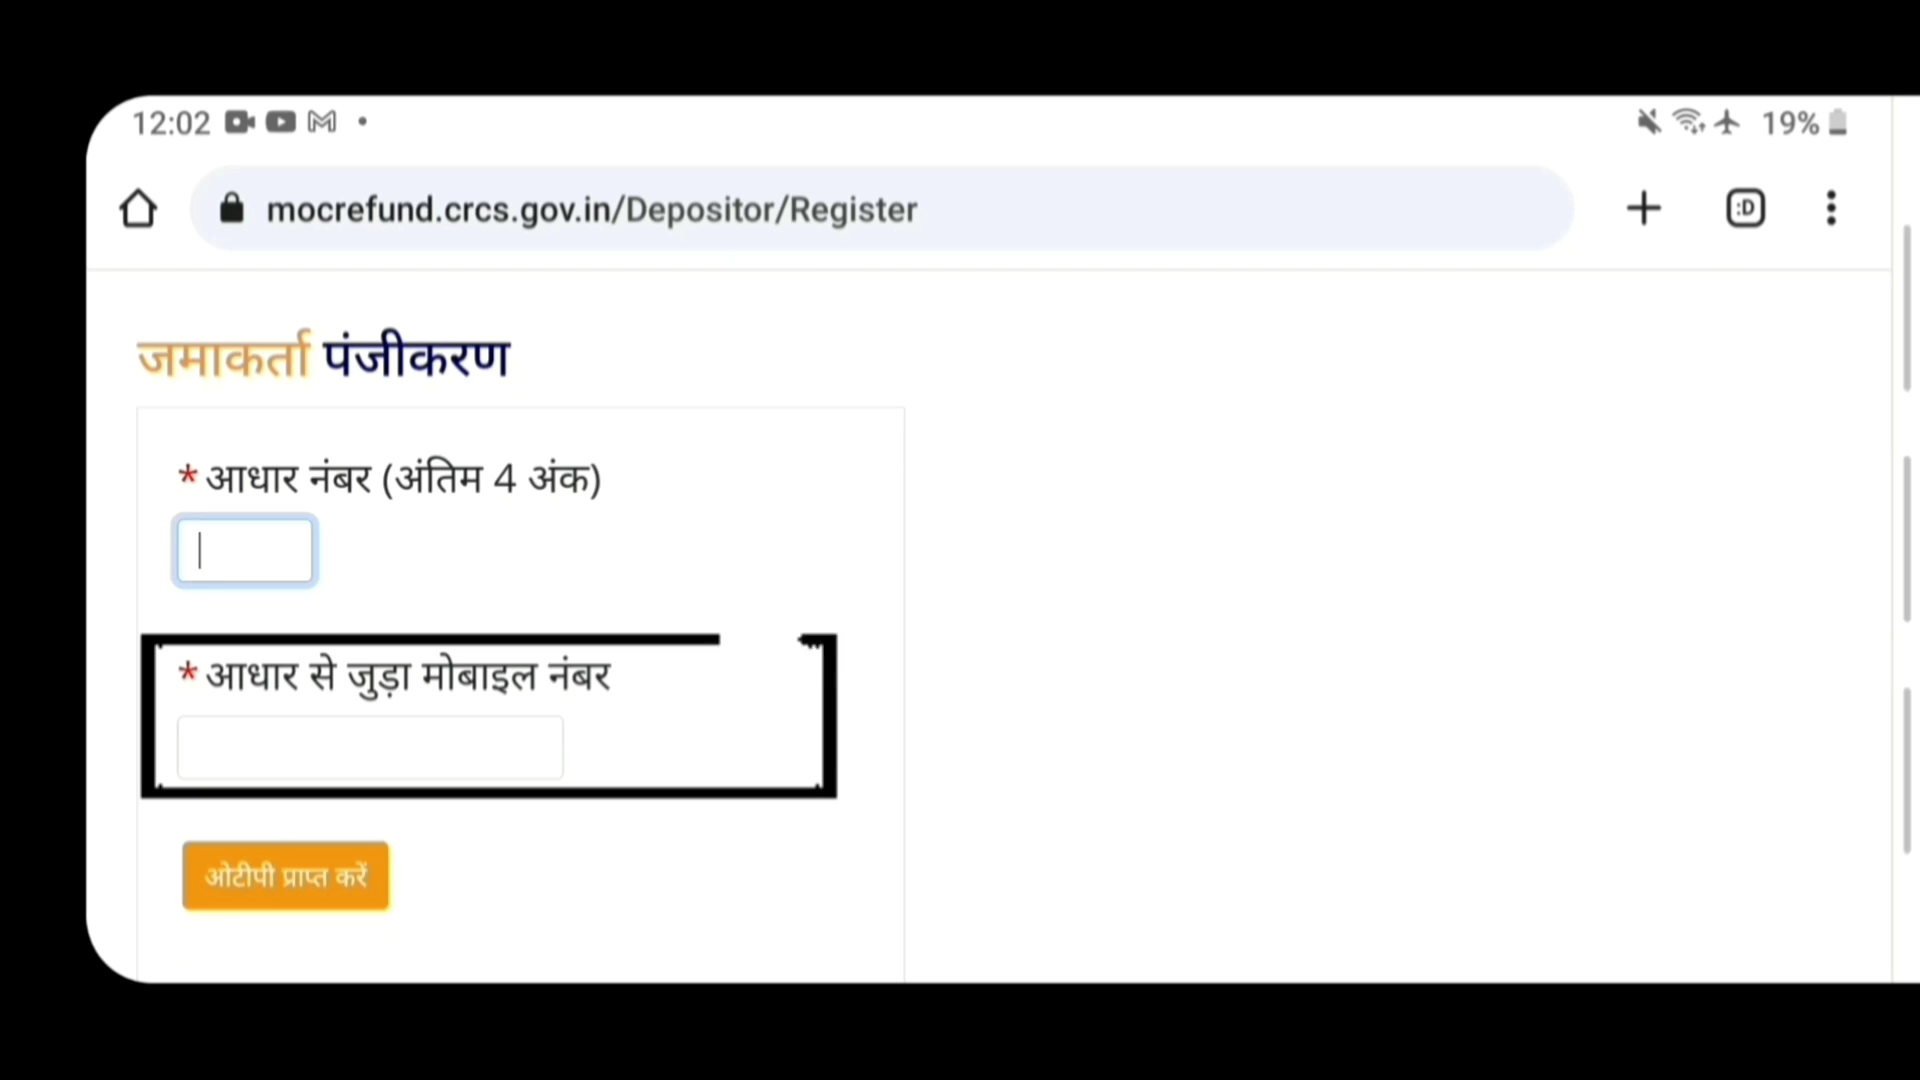 12:02
19%
mocrefund.crcs.gov.in/Depositor/Register
:D
जमाकर्ता पंजीकरण
* आधार नंबर (अंतिम 4 अंक)
* आधार से जुड़ा मोबाइल नंबर
ओटीपी प्राप्त करें